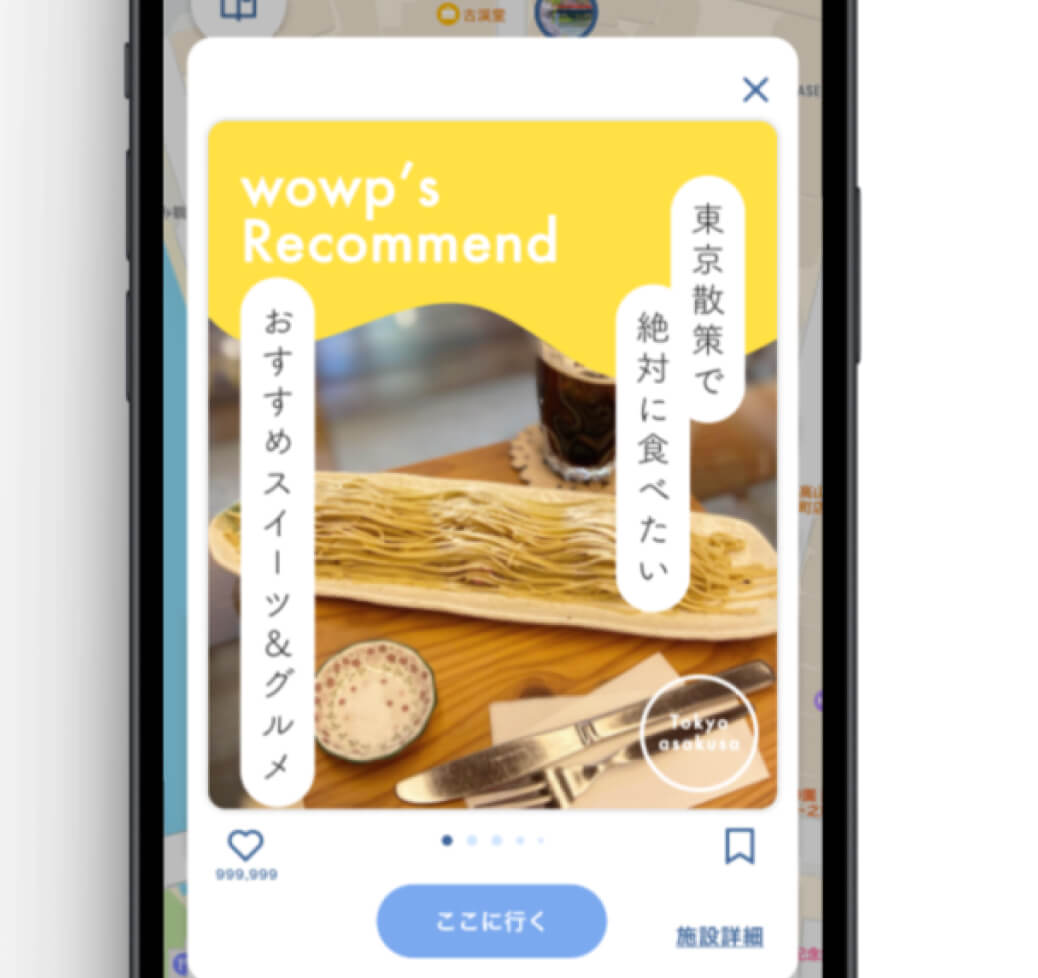 古渓堂
ASE
wowp's
Recommend
東京散策で
絶対に食べたい
おすすめスイーツ&グルメ
Tokyo
asakusa
999,999
ここに行く
施設詳細